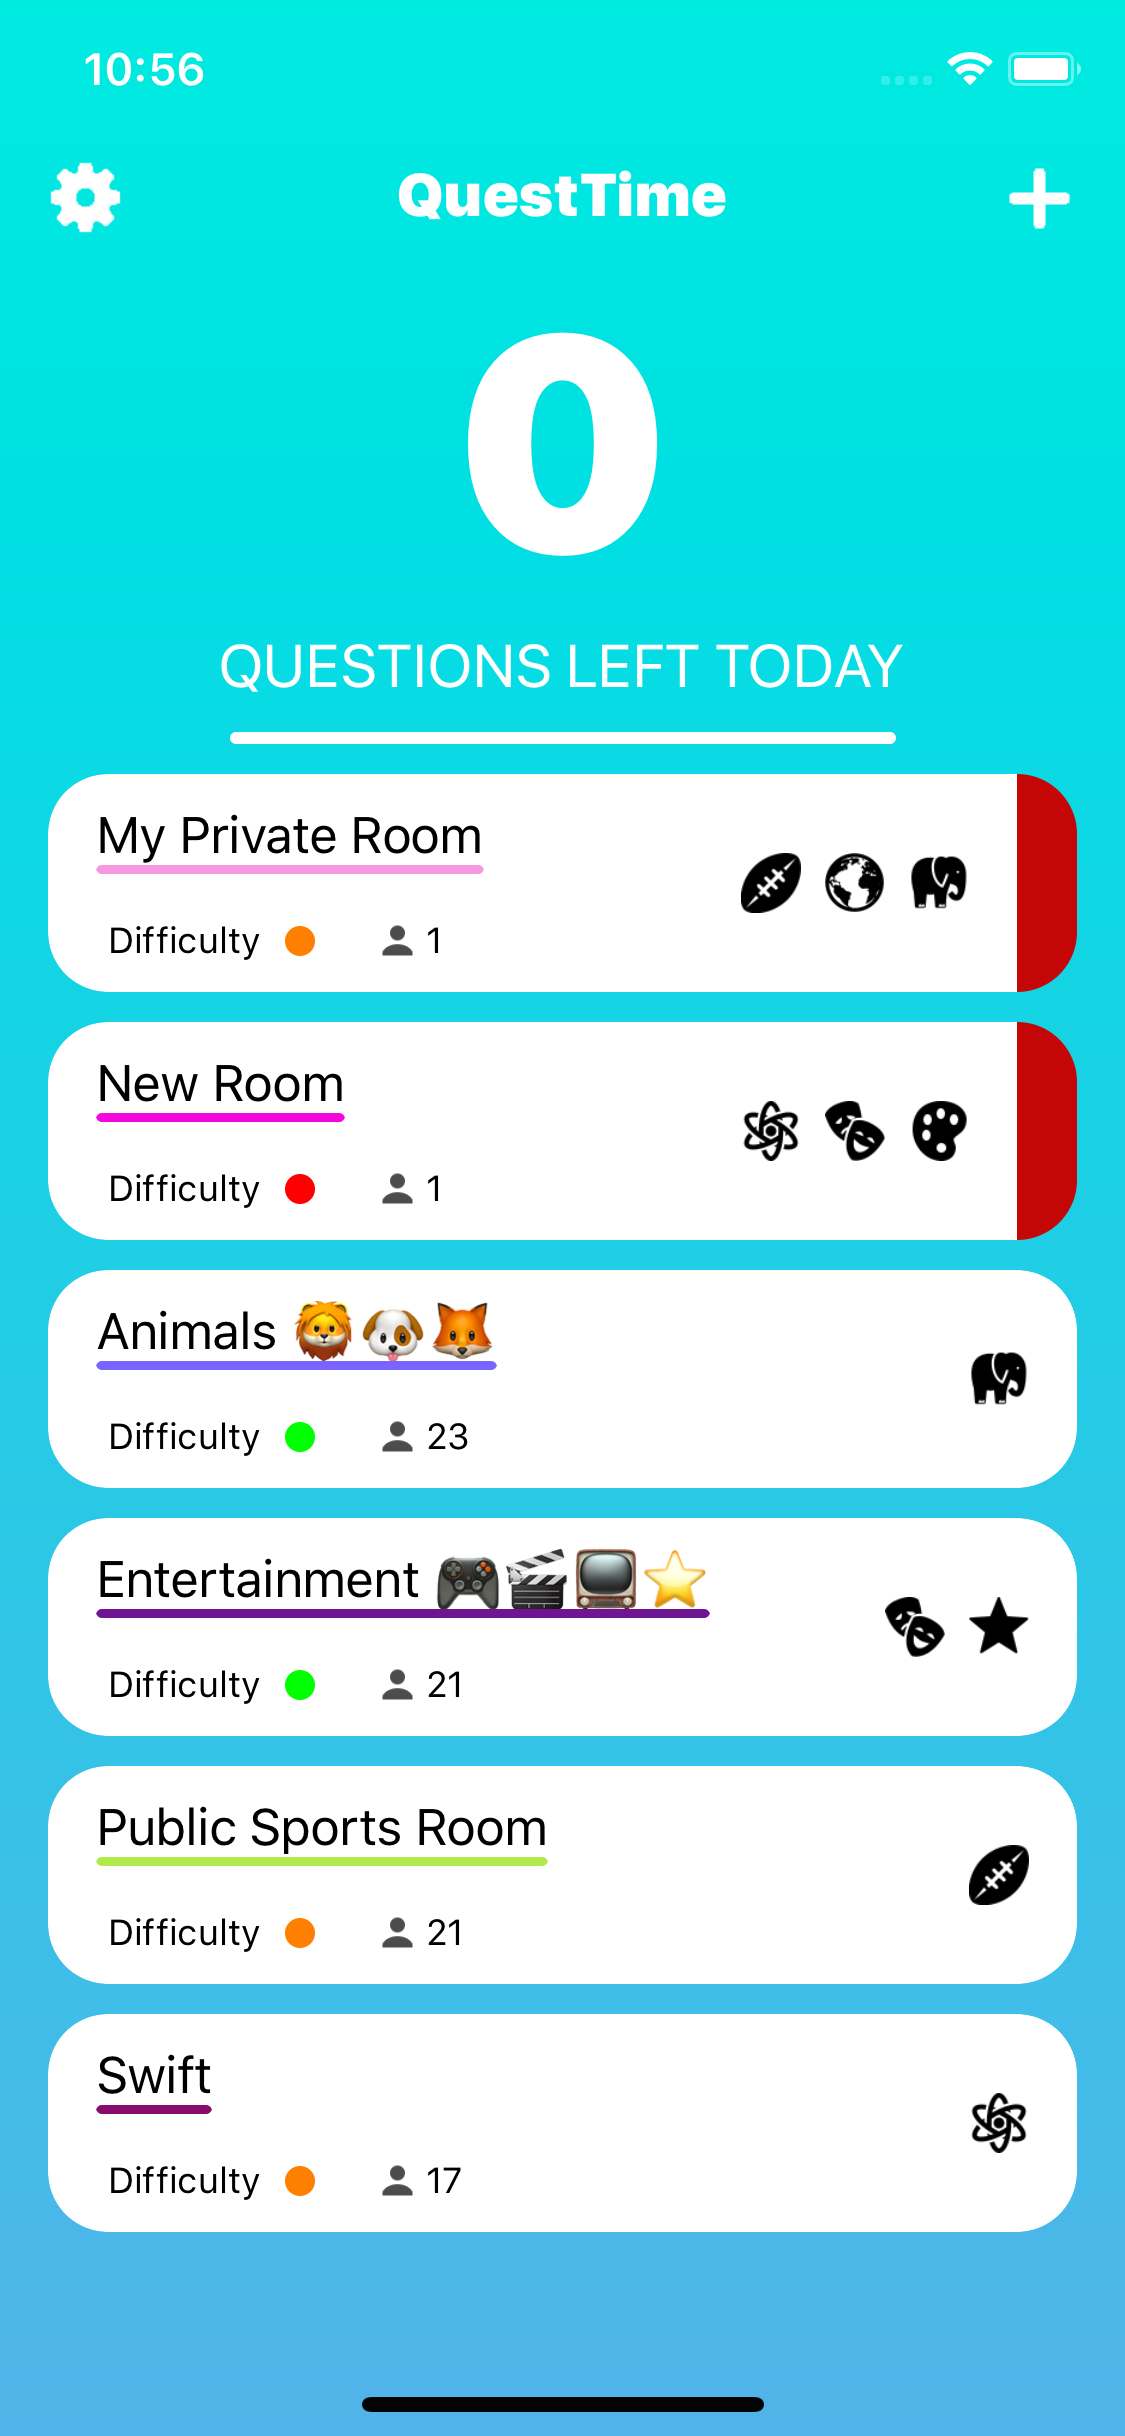 10:56
QuestTime
0
QUESTIONS LEFT TODAY
My Private Room
Difficulty 1
New Room
Difficulty 1
Animals 🦁🐶🦊
Difficulty 23
Entertainment 🎮🎬📺⭐
Difficulty 21
Public Sports Room
Difficulty 21
Swift
Difficulty 17